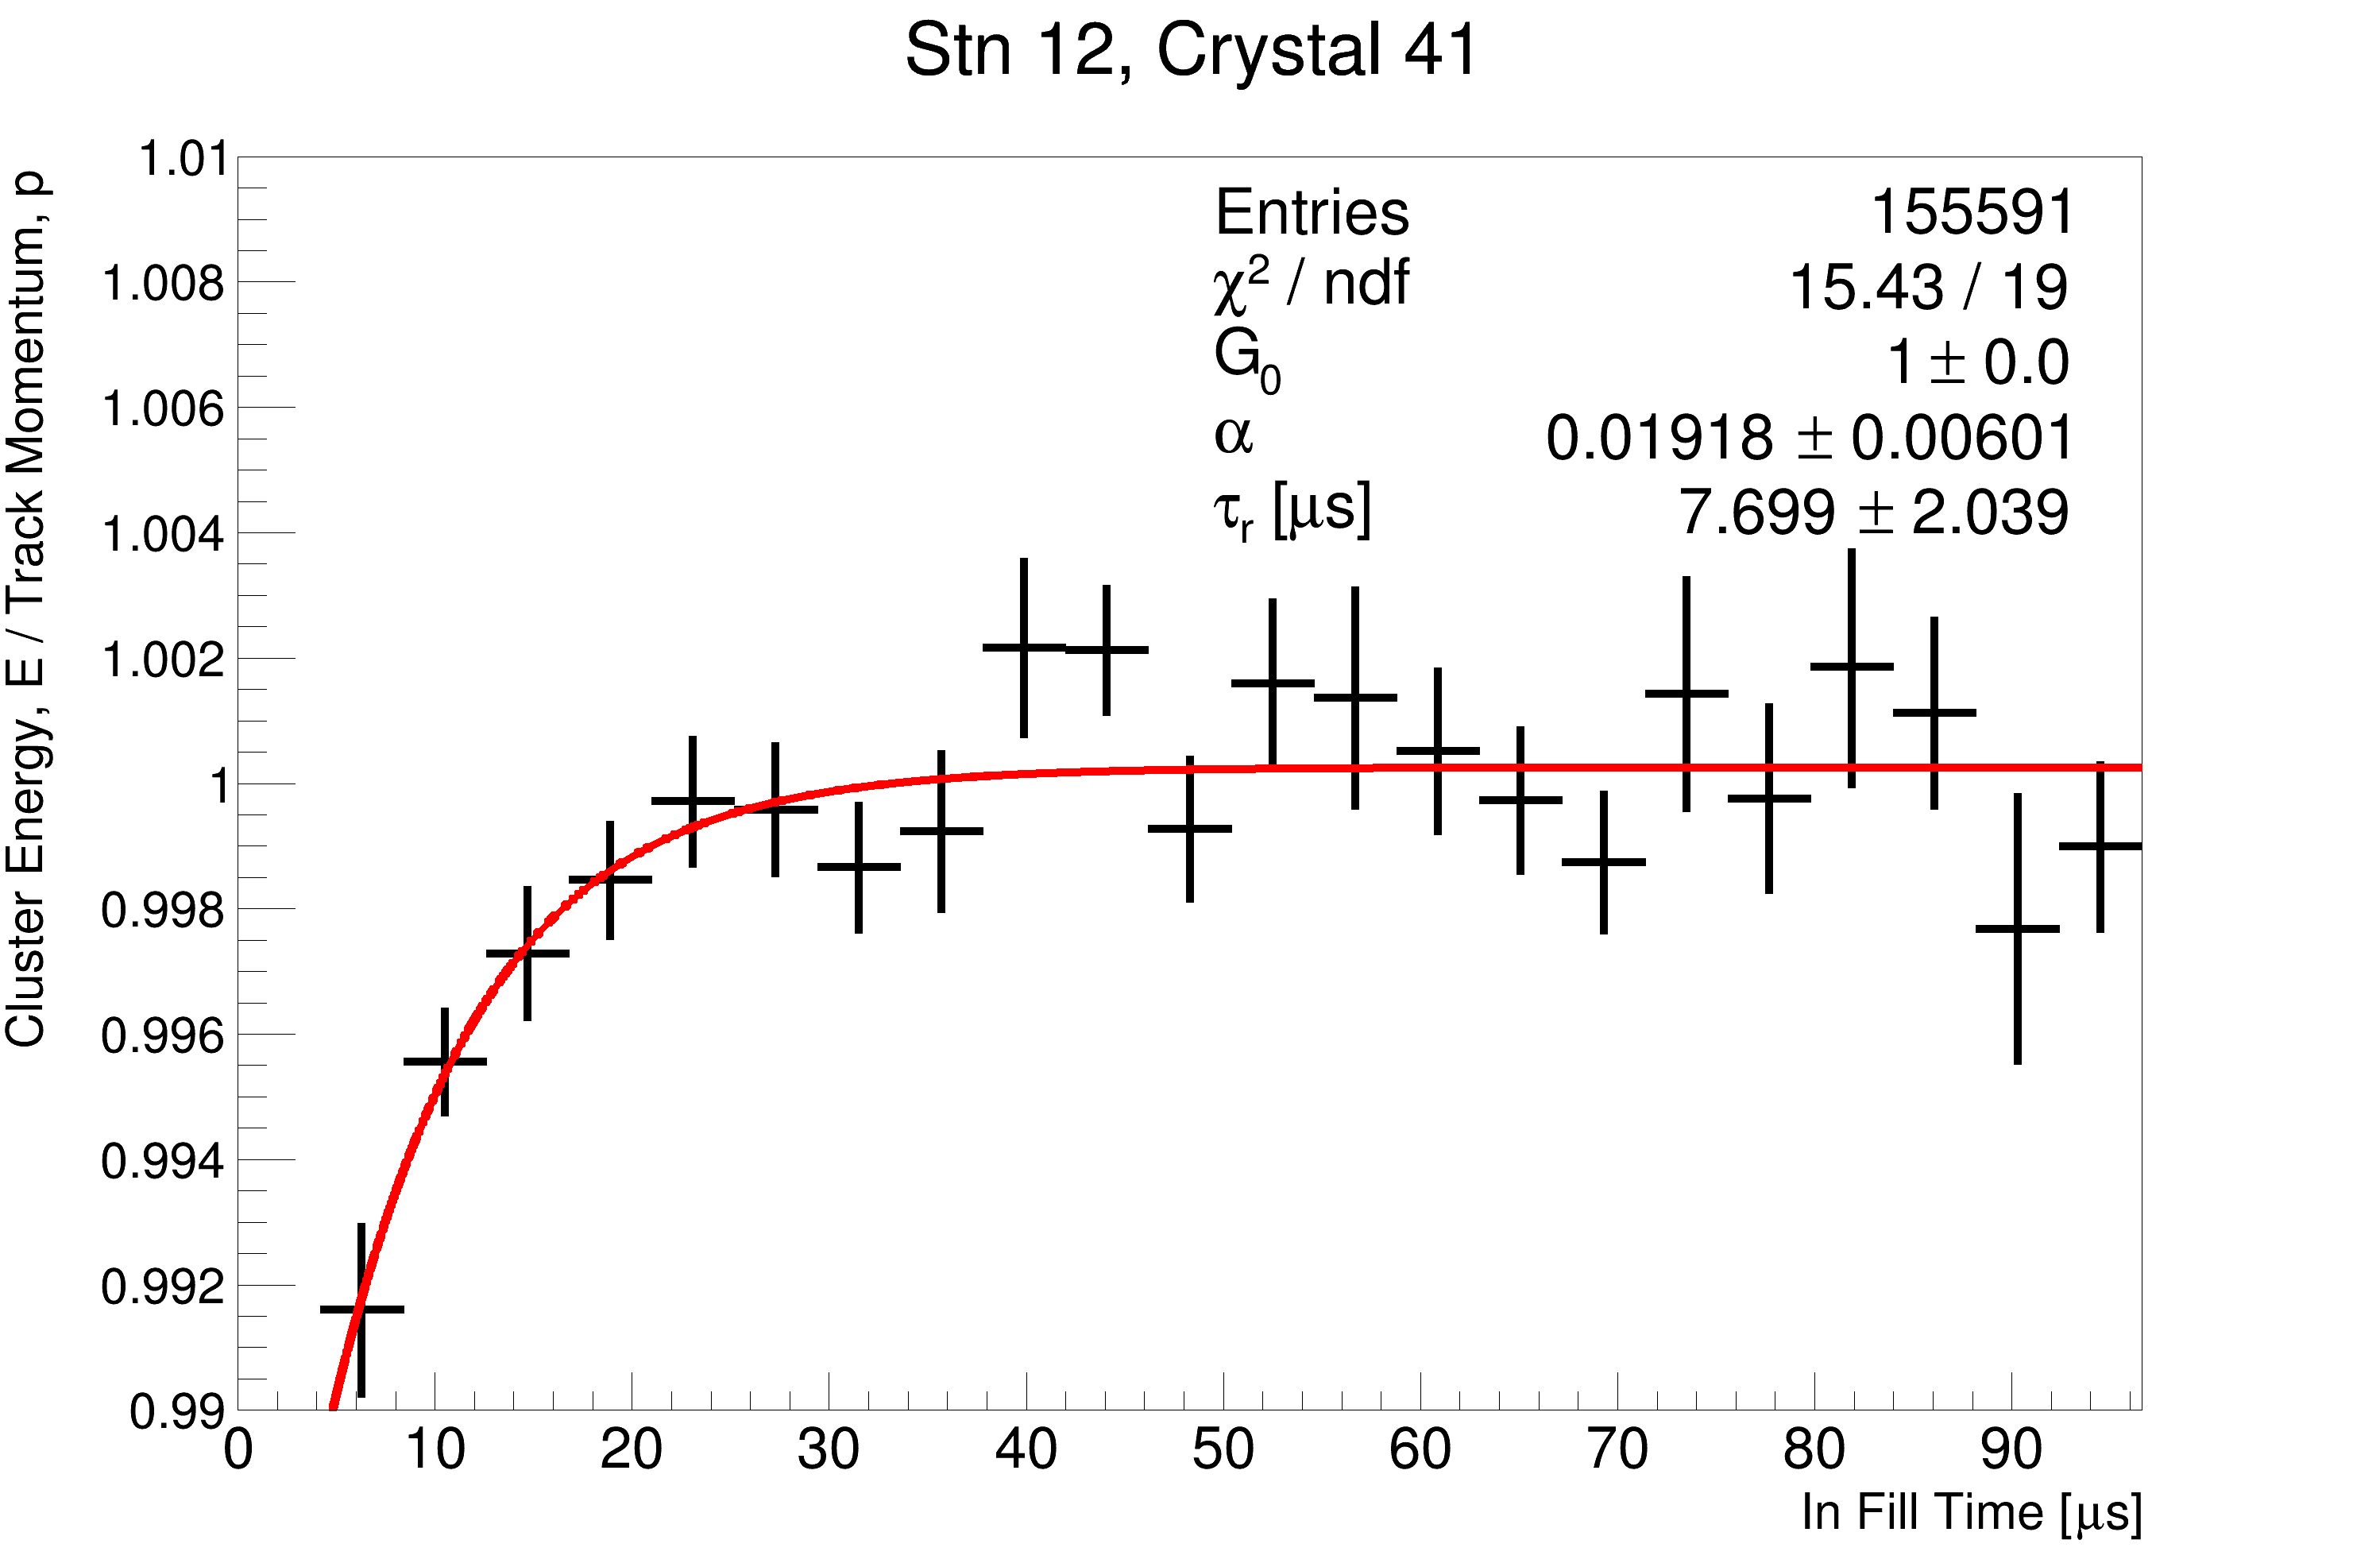 Stn 12, Crystal 41
Cluster Energy, E / Track Momentum, p
1.01
1.008
1.006
1.004
1.002
1
0.998
0.996
0.994
0.992
0.99
Entries 155591
χ² / ndf 15.43 / 19
G₀ 1 ± 0.0
α 0.01918 ± 0.00601
τᵣ [μs] 7.699 ± 2.039
0 10 20 30 40 50 60 70 80 90
In Fill Time [μs]